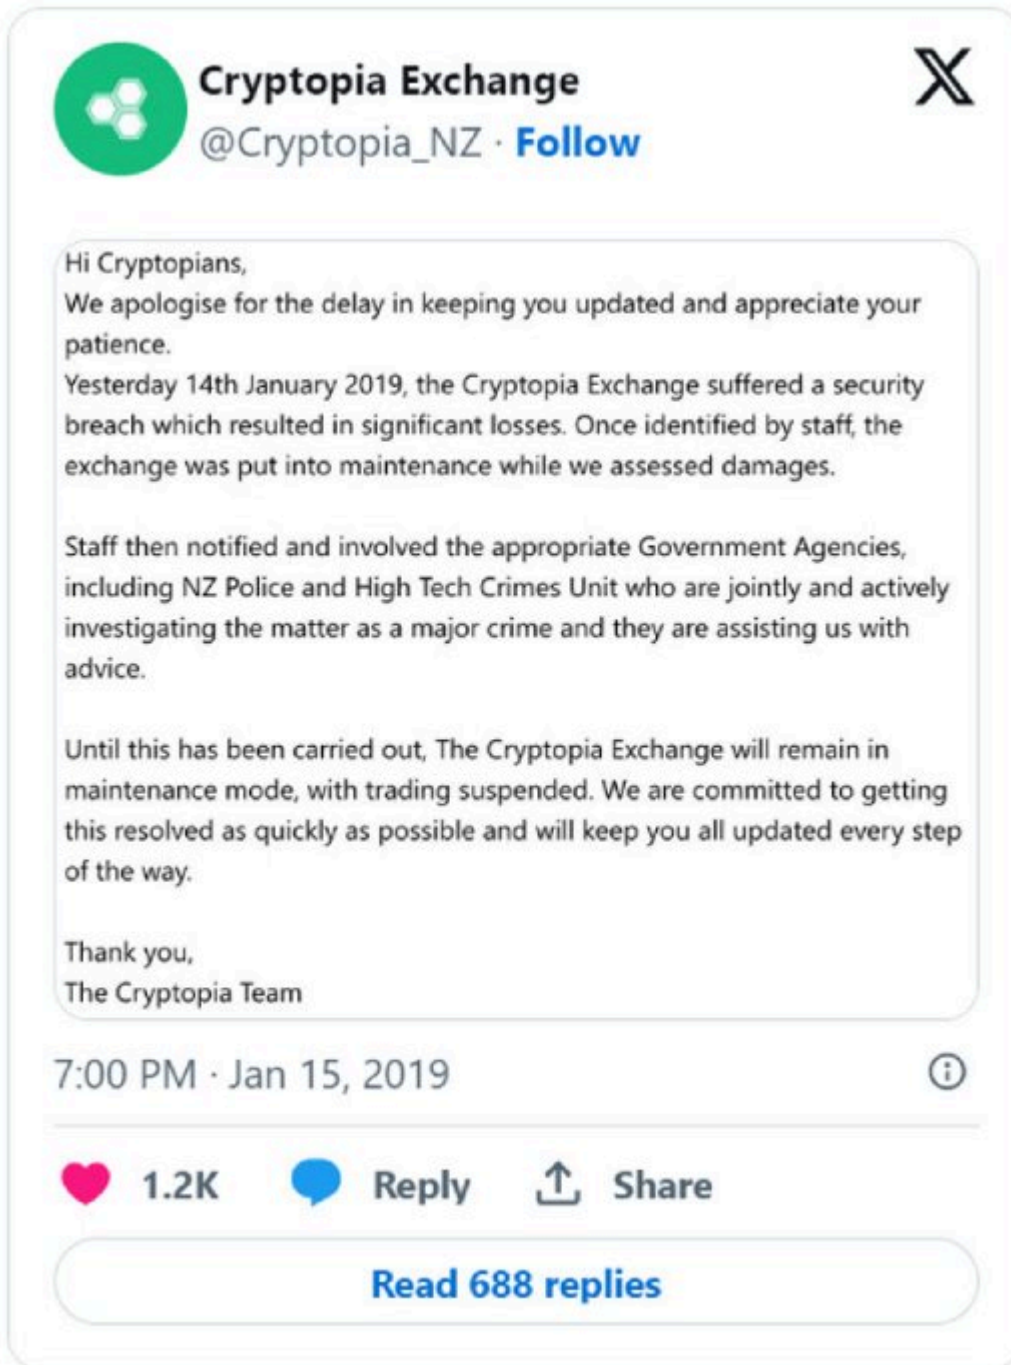 Cryptopia Exchange
@Cryptopia_NZ · Follow
Hi Cryptopians,
We apologise for the delay in keeping you updated and appreciate your
patience.
Yesterday 14th January 2019, the Cryptopia Exchange suffered a security
breach which resulted in significant losses. Once identified by staff, the
exchange was put into maintenance while we assessed damages.
Staff then notified and involved the appropriate Government Agencies,
including NZ Police and High Tech Crimes Unit who are jointly and actively
investigating the matter as a major crime and they are assisting us with
advice.
Until this has been carried out, The Cryptopia Exchange will remain in
maintenance mode, with trading suspended. We are committed to getting
this resolved as quickly as possible and will keep you all updated every step
of the way.
Thank you,
The Cryptopia Team
7:00 PM · Jan 15, 2019
1.2K Reply Share
Read 688 replies